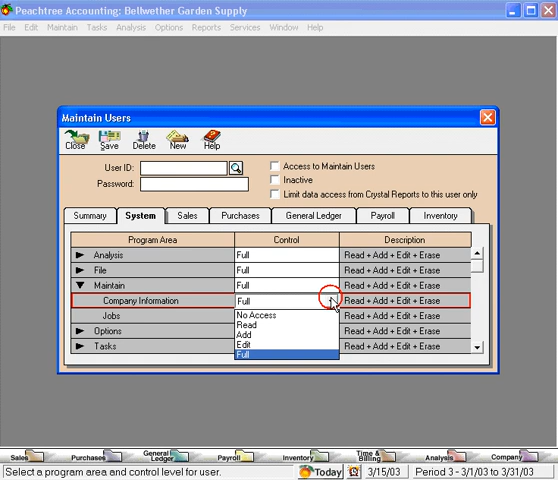 Peachtree Accounting: Bellwether Garden Supply
File Edit Maintain Tasks Analysis Options Reports Services Window Help
Maintain Users
Close Save Delete New Help
User ID:
Password:
Access to Maintain Users
Inactive
Limit data access from Crystal Reports to this user only
Summary System Sales Purchases General Ledger Payroll Inventory
Program Area Control Description
Analysis Full Read + Add + Edit + Erase
File Full Read + Add + Edit + Erase
Maintain Full Read + Add + Edit + Erase
Company Information Full Read + Add + Edit + Erase
Jobs Read + Add + Edit + Erase
Options Read + Add + Edit + Erase
Tasks Read + Add + Edit + Erase
No Access
Read
Add
Edit
Full
Sales Purchases General Ledger Payroll Inventory Time & Billing Analysis Company
Select a program area and control level for user. Today 3/15/03 Period 3 - 3/1/03 to 3/31/03